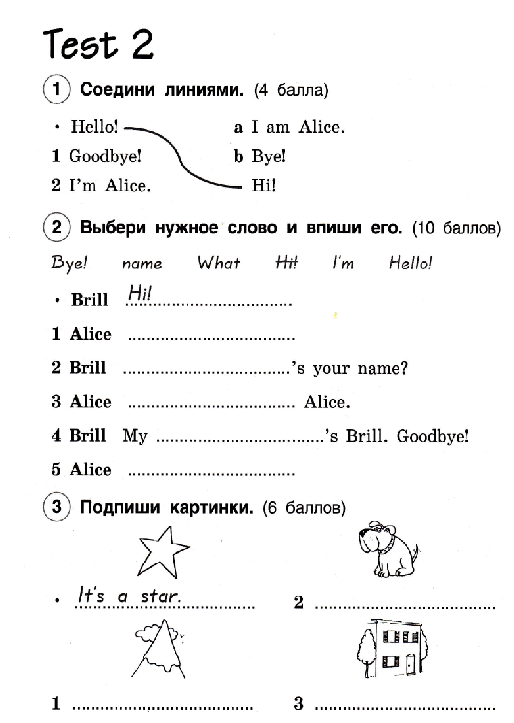 Test 2
1 Соедини линиями. (4 балла)
• Hello! a I am Alice.
1 Goodbye! b Bye!
2 I'm Alice. Hi!
2 Выбери нужное слово и впиши его. (10 баллов)
Bye! name What Hi! I'm Hello!
• Brill Hi!..............................
1 Alice ..............................
2 Brill ..............................'s your name?
3 Alice .............................. Alice.
4 Brill My ..............................'s Brill. Goodbye!
5 Alice ..............................
3 Подпиши картинки. (6 баллов)
• It's a star. 2 ..............................
1 .............................. 3 ..............................